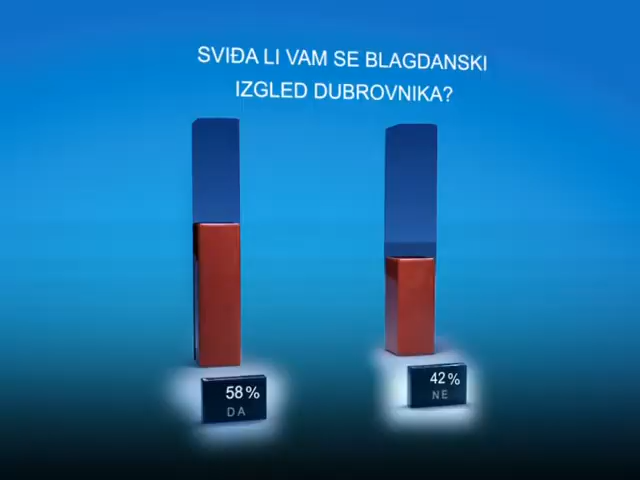 SVIĐA LI VAM SE BLAGDANSKI
IZGLED DUBROVNIKA?
58%
DA
42%
NE